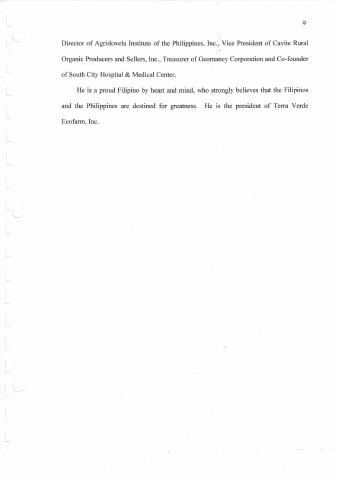 9
Director of Agriskwela Institute of the Philippines, Inc., Vice President of Cavite Rural
Organic Producers and Sellers, Inc., Treasurer of Geomancy Corporation and Co-founder
of South City Hospital & Medical Center.
He is a proud Filipino by heart and mind, who strongly believes that the Filipinos
and the Philippines are destined for greatness. He is the president of Terra Verde
Ecofarm, Inc.